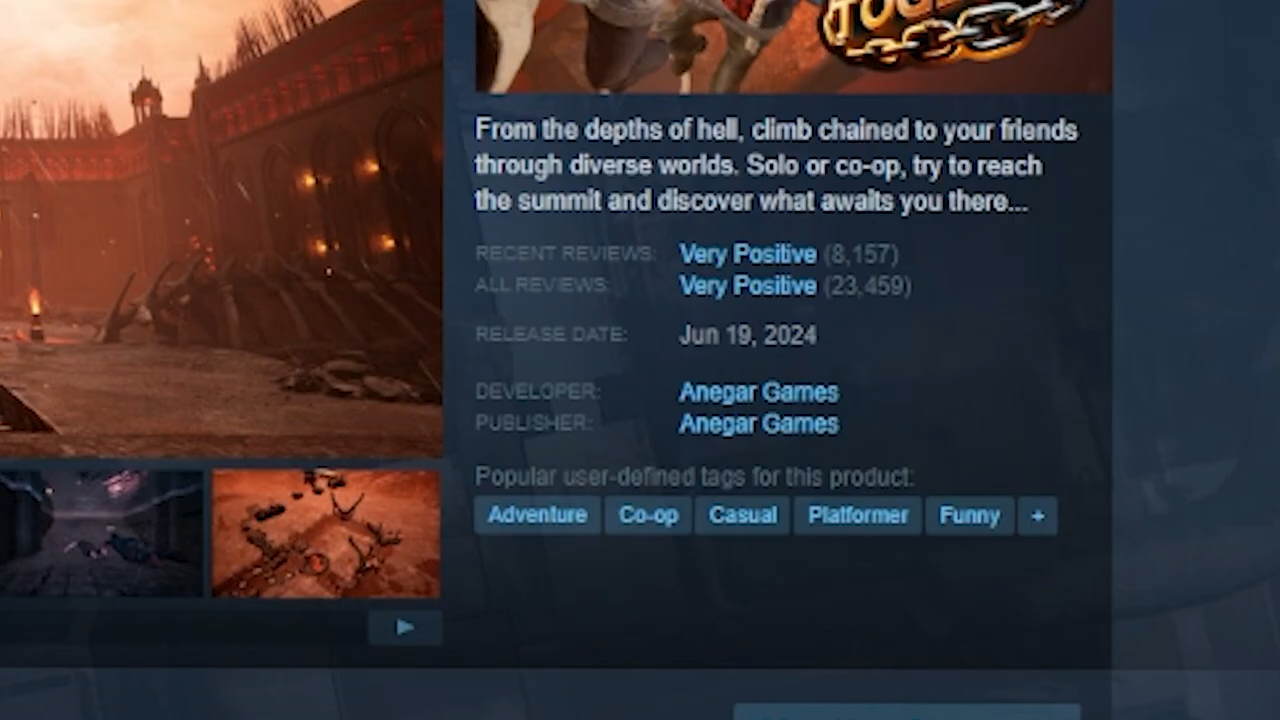 From the depths of hell, climb chained to your friends
through diverse worlds. Solo or co-op, try to reach
the summit and discover what awaits you there...
RECENT REVIEWS: Very Positive (8,157)
ALL REVIEWS: Very Positive (23,459)
RELEASE DATE: Jun 19, 2024
DEVELOPER: Anegar Games
PUBLISHER: Anegar Games
Popular user-defined tags for this product:
Adventure Co-op Casual Platformer Funny +